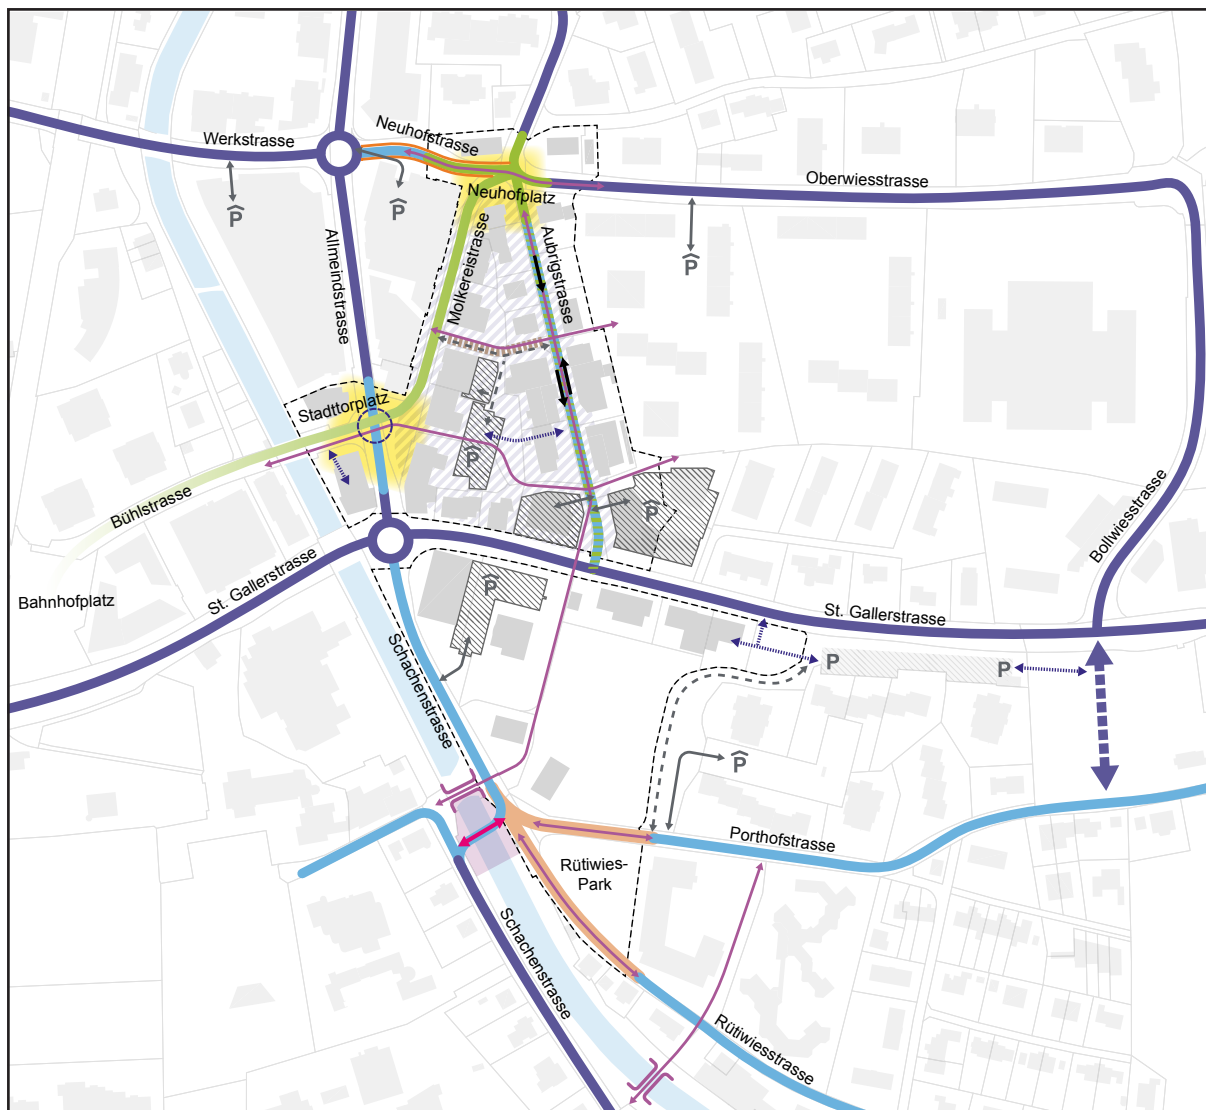 Neuhofstrasse
Werkstrasse
Oberwiesstrasse
Neuhofplatz
P
P
P
Allmeindstrasse
Molkereistrasse
Aubrigstrasse
Stadttorplatz
P
Bühlstrasse
P
Bollwiesstrasse
St. Gallerstrasse
Bahnhofplatz
P
St. Gallerstrasse
Schachenstrasse
P
P
P
Porthofstrasse
Rütiwies-
Park
Schachenstrasse
Rütiwiesstrasse